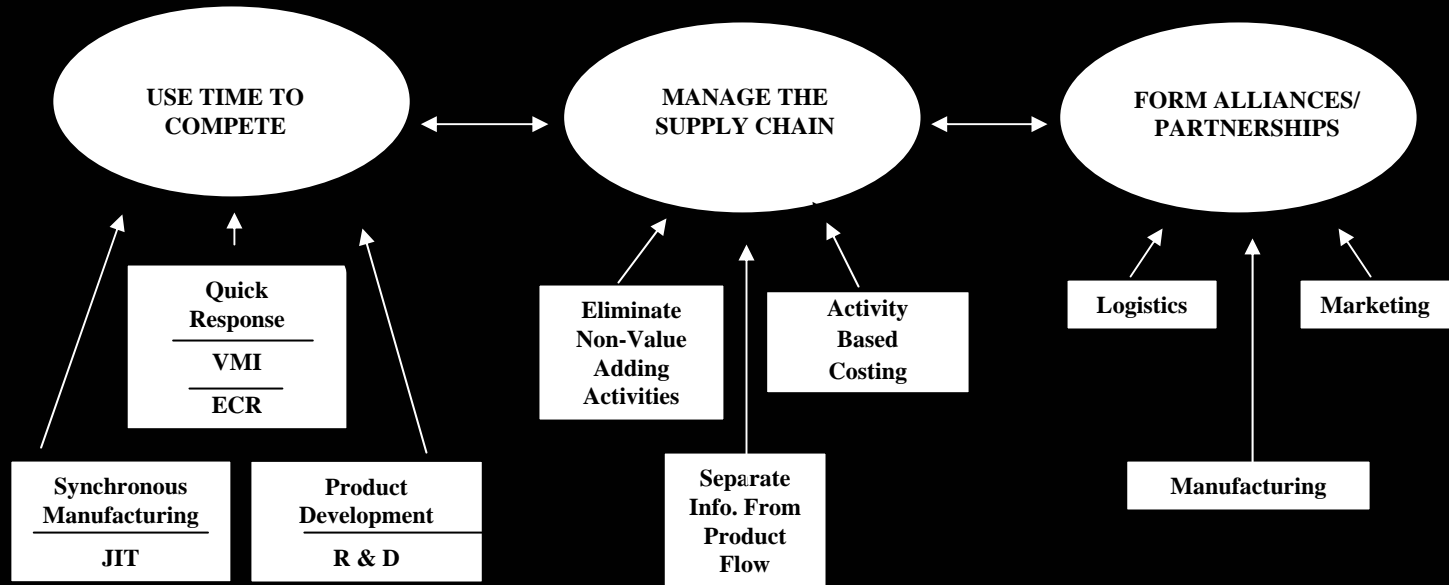 USE TIME TO
COMPETE
MANAGE THE
SUPPLY CHAIN
FORM ALLIANCES/
PARTNERSHIPS
Quick
Response
VMI
ECR
Eliminate
Non-Value
Adding
Activities
Activity
Based
Costing
Logistics
Marketing
Synchronous
Manufacturing
JIT
Product
Development
R & D
Separate
Info. From
Product
Flow
Manufacturing